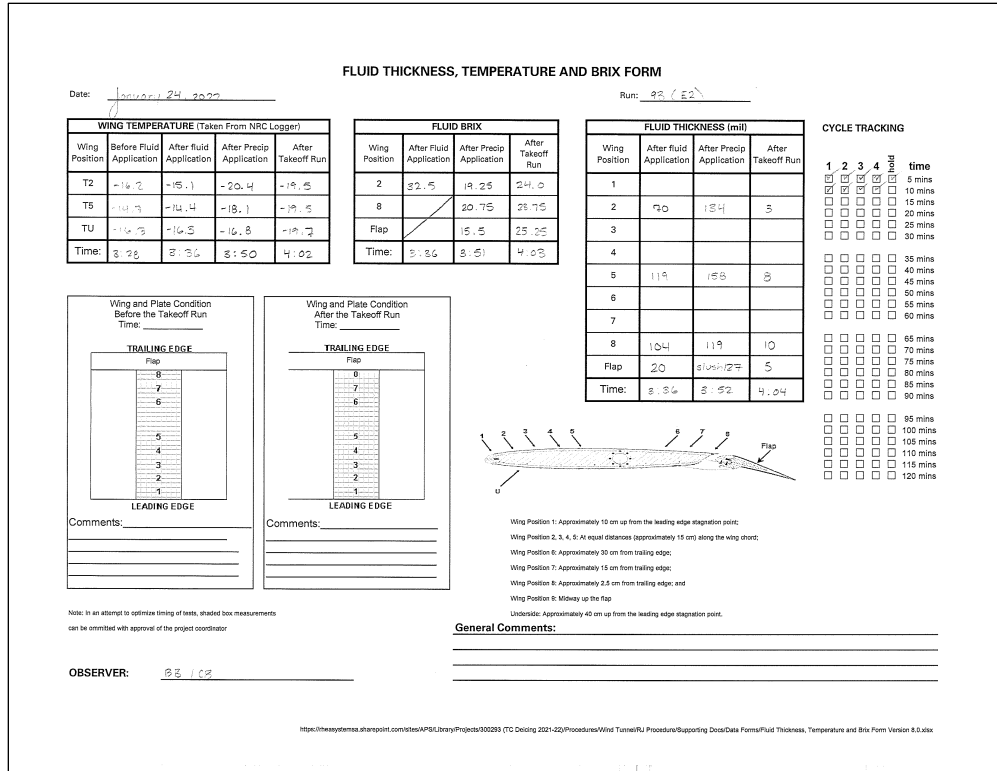 FLUID THICKNESS, TEMPERATURE AND BRIX FORM
Date: January 24, 2022 Run: 93 (E2)
WING TEMPERATURE (Taken From NRC Logger)
Wing Position Before Fluid Application After fluid Application After Precip Application After Takeoff Run
T2 -16.2 -15.1 -20.4 -19.5
T5 -14.4 -18.1 -19.5
TU -16.3 -16.3 -16.8 -19.7
Time: 3:28 3:36 3:50 4:02
FLUID BRIX
Wing Position After Fluid Application After Precip Application After Takeoff Run
2 32.5 19.25 24.0
8 20.75 23.75
Flap 15.5 25.25
Time: 3:36 3:51 4:03
FLUID THICKNESS (mil)
Wing Position After fluid Application After Precip Application After Takeoff Run
1
2 70 134 3
3
4
5 119 158 8
6
7
8 104 119 10
Flap 20 slush/27 5
Time: 3:36 3:52 4:04
CYCLE TRACKING
1 2 3 4 hold time
5 mins
10 mins
15 mins
20 mins
25 mins
30 mins
35 mins
40 mins
45 mins
50 mins
55 mins
60 mins
65 mins
70 mins
75 mins
80 mins
85 mins
90 mins
95 mins
100 mins
105 mins
110 mins
115 mins
120 mins
Wing and Plate Condition
Before the Takeoff Run
Time:
TRAILING EDGE
Flap
8
7
6
5
4
3
2
1
LEADING EDGE
Comments:
Wing and Plate Condition
After the Takeoff Run
Time:
TRAILING EDGE
Flap
8
7
6
5
4
3
2
1
LEADING EDGE
Comments:
1 2 3 4 5 6 7 8 Flap
U
Wing Position 1: Approximately 10 cm up from the leading edge stagnation point;
Wing Position 2, 3, 4, 5: At equal distances (approximately 15 cm) along the wing chord;
Wing Position 6: Approximately 30 cm from trailing edge;
Wing Position 7: Approximately 15 cm from trailing edge;
Wing Position 8: Approximately 2,5 cm from trailing edge; and
Wing Position 9: Midway up the flap
Underside: Approximately 40 cm up from the leading edge stagnation point.
Note: In an attempt to optimize timing of tests, shaded box measurements
can be ommitted with approval of the project coordinator
General Comments:
OBSERVER: BB / CB
https://rheasystemsa.sharepoint.com/sites/APS/Library/Projects/300293 (TC Deicing 2021-22)/Procedures/Wind Tunnel/RJ Procedure/Supporting Docs/Data Forms/Fluid Thickness, Temperature and Brix Form Version 8.0.xlsx